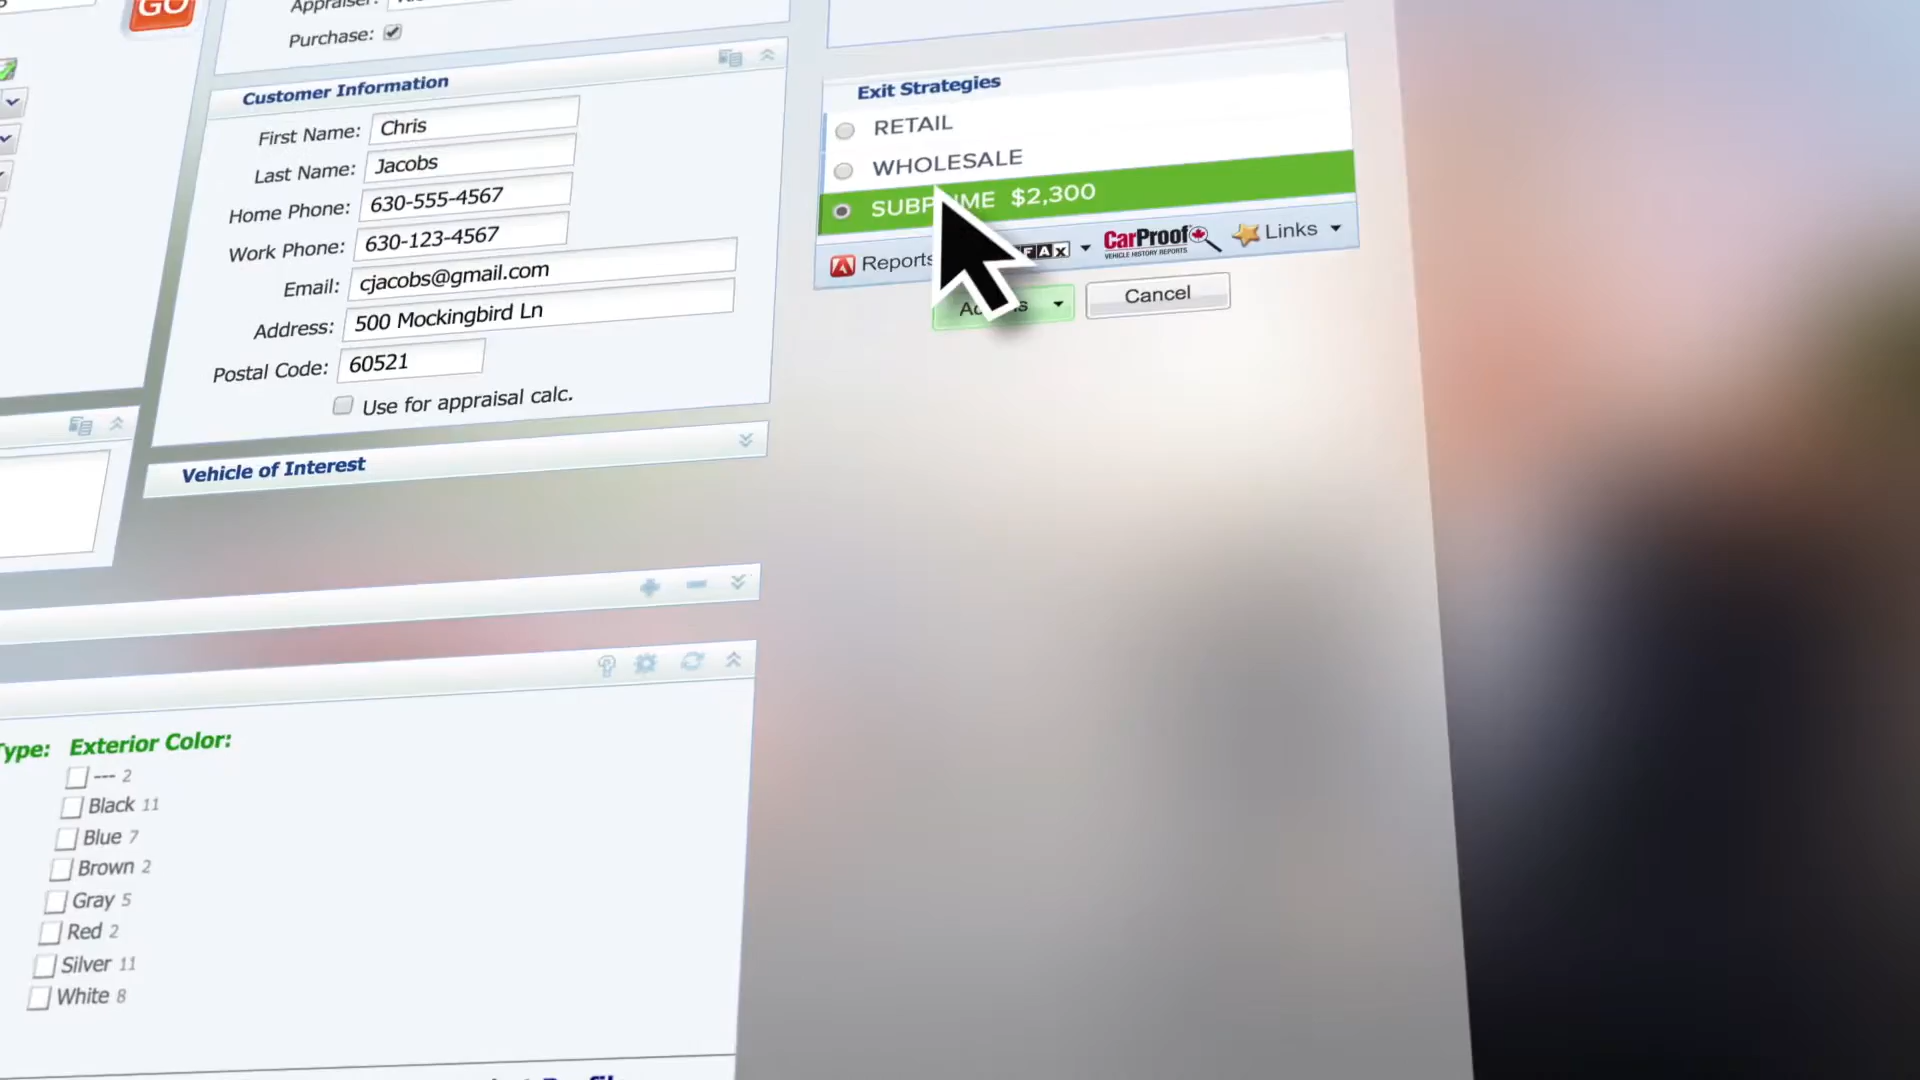 GO
Purchase:
Customer Information
First Name: Chris
Last Name: Jacobs
Home Phone: 630-555-4567
Work Phone: 630-123-4567
Email: cjacobs@gmail.com
Address: 500 Mockingbird Ln
Postal Code: 60521
Use for appraisal calc.
Vehicle of Interest
Exit Strategies
RETAIL
WHOLESALE
SUBPRIME $2,300
Reports
CarProof
VEHICLE HISTORY REPORTS
Links
Cancel
Type: Exterior Color:
--- 2
Black 11
Blue 7
Brown 2
Gray 5
Red 2
Silver 11
White 8